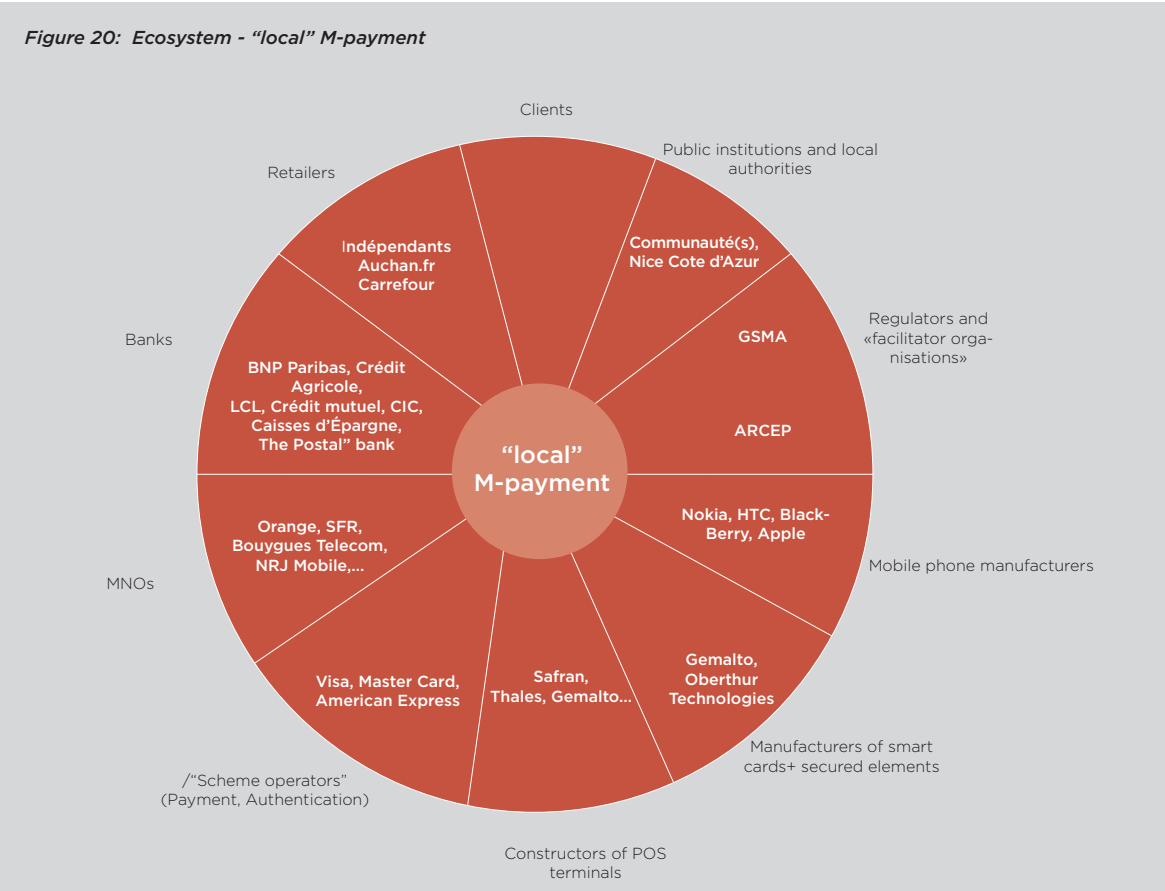 Figure 20: Ecosystem - “local” M-payment
Clients
Public institutions and local
authorities
Communauté(s),
Nice Cote d’Azur
Regulators and
«facilitator orga-
nisations»
GSMA
ARCEP
Mobile phone manufacturers
Nokia, HTC, Black-
Berry, Apple
Manufacturers of smart
cards+ secured elements
Gemalto,
Oberthur
Technologies
Constructors of POS
terminals
Safran,
Thales, Gemalto...
/“Scheme operators”
(Payment, Authentication)
Visa, Master Card,
American Express
MNOs
Orange, SFR,
Bouygues Telecom,
NRJ Mobile,...
Banks
BNP Paribas, Crédit
Agricole,
LCL, Crédit mutuel, CIC,
Caisses d’Épargne,
The Postal” bank
Retailers
Indépendants
Auchan.fr
Carrefour
“local”
M-payment